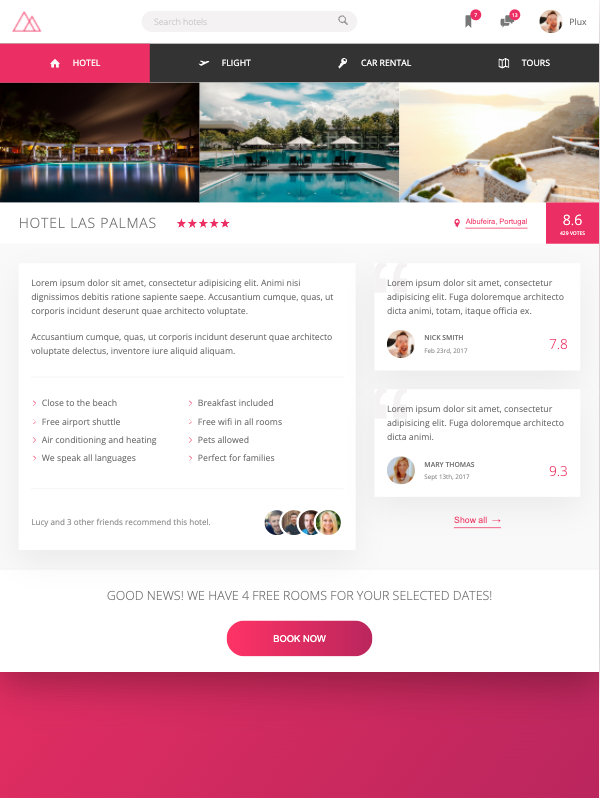 Search hotels
7
13
Plux
HOTEL
FLIGHT
CAR RENTAL
TOURS
HOTEL LAS PALMAS
Albufeira, Portugal
8.6
429 VOTES
Lorem ipsum dolor sit amet, consectetur adipisicing elit. Animi nisi
dignissimos debitis ratione sapiente saepe. Accusantium cumque, quas, ut
corporis incidunt deserunt quae architecto voluptate.
Accusantium cumque, quas, ut corporis incidunt deserunt quae architecto
voluptate delectus, inventore iure aliquid aliquam.
Close to the beach
Free airport shuttle
Air conditioning and heating
We speak all languages
Breakfast included
Free wifi in all rooms
Pets allowed
Perfect for families
Lucy and 3 other friends recommend this hotel.
“
Lorem ipsum dolor sit amet, consectetur
adipisicing elit. Fuga doloremque architecto
dicta animi, totam, itaque officia ex.
NICK SMITH
Feb 23rd, 2017
7.8
“
Lorem ipsum dolor sit amet, consectetur
adipisicing elit. Fuga doloremque architecto
dicta animi.
MARY THOMAS
Sept 13th, 2017
9.3
Show all →
GOOD NEWS! WE HAVE 4 FREE ROOMS FOR YOUR SELECTED DATES!
BOOK NOW